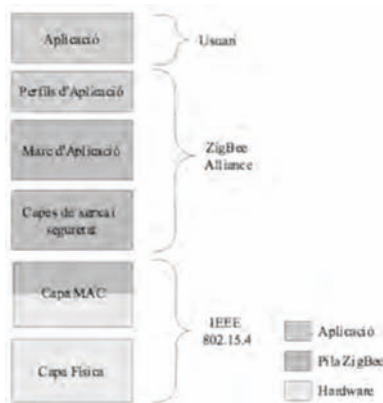 Aplicació
Usuari
Perfils d'Aplicació
Marc d'Aplicació
ZigBee
Alliance
Capes de xarxa i
seguretat
Capa MAC
IEEE
802.15.4
Capa Física
Aplicació
Pila ZigBee
Hardware